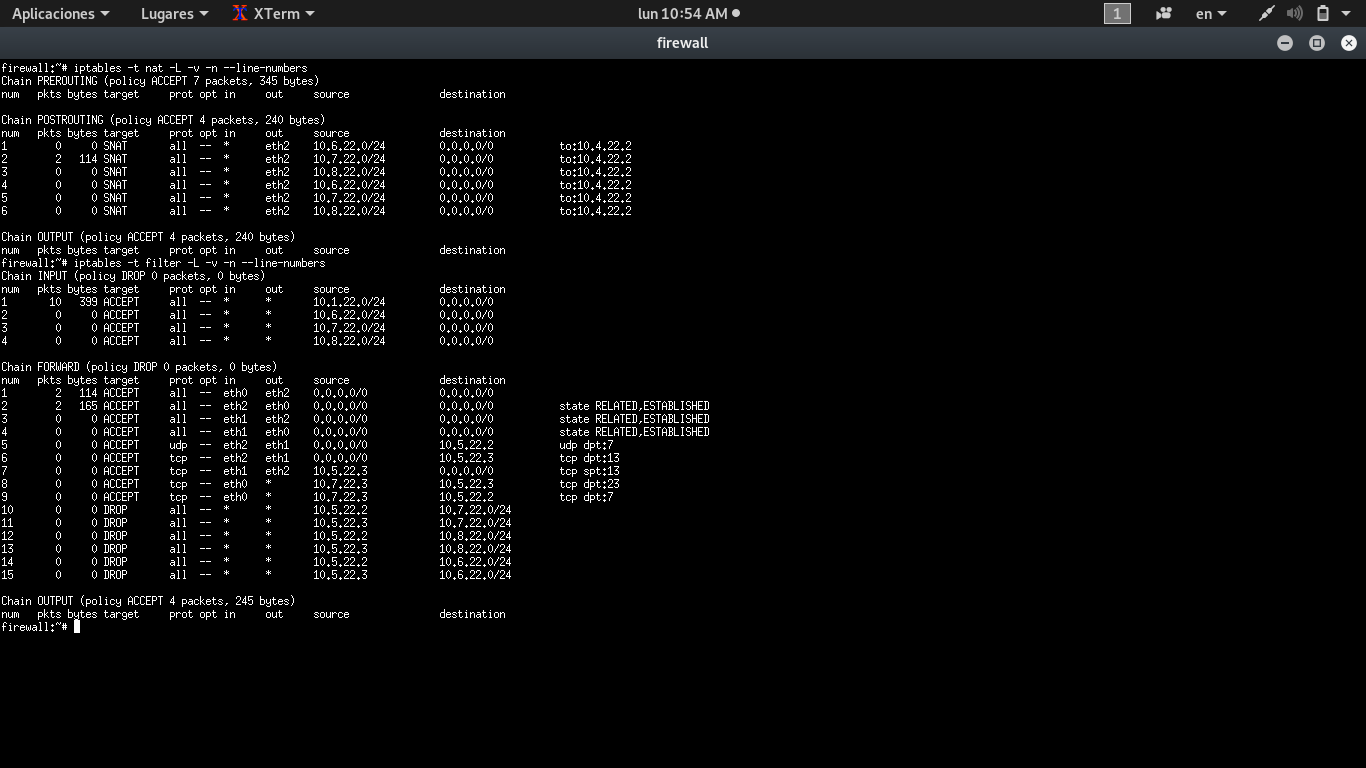 Aplicaciones Lugares XTerm lun 10:54 AM 1 en
firewall
firewall:~# iptables -t nat -L -v -n --line-numbers
Chain PREROUTING (policy ACCEPT 7 packets, 345 bytes)
num pkts bytes target prot opt in out source destination
Chain POSTROUTING (policy ACCEPT 4 packets, 240 bytes)
num pkts bytes target prot opt in out source destination
1 0 0 SNAT all -- * eth2 10.6.22.0/24 0.0.0.0/0 to:10.4.22.2
2 2 114 SNAT all -- * eth2 10.7.22.0/24 0.0.0.0/0 to:10.4.22.2
3 0 0 SNAT all -- * eth2 10.8.22.0/24 0.0.0.0/0 to:10.4.22.2
4 0 0 SNAT all -- * eth2 10.6.22.0/24 0.0.0.0/0 to:10.4.22.2
5 0 0 SNAT all -- * eth2 10.7.22.0/24 0.0.0.0/0 to:10.4.22.2
6 0 0 SNAT all -- * eth2 10.8.22.0/24 0.0.0.0/0 to:10.4.22.2
Chain OUTPUT (policy ACCEPT 4 packets, 240 bytes)
num pkts bytes target prot opt in out source destination
firewall:~# iptables -t filter -L -v -n --line-numbers
Chain INPUT (policy DROP 0 packets, 0 bytes)
num pkts bytes target prot opt in out source destination
1 10 399 ACCEPT all -- * * 10.1.22.0/24 0.0.0.0/0
2 0 0 ACCEPT all -- * * 10.6.22.0/24 0.0.0.0/0
3 0 0 ACCEPT all -- * * 10.7.22.0/24 0.0.0.0/0
4 0 0 ACCEPT all -- * * 10.8.22.0/24 0.0.0.0/0
Chain FORWARD (policy DROP 0 packets, 0 bytes)
num pkts bytes target prot opt in out source destination
1 2 114 ACCEPT all -- eth0 eth2 0.0.0.0/0 0.0.0.0/0
2 2 165 ACCEPT all -- eth2 eth0 0.0.0.0/0 0.0.0.0/0 state RELATED,ESTABLISHED
3 0 0 ACCEPT all -- eth1 eth2 0.0.0.0/0 0.0.0.0/0 state RELATED,ESTABLISHED
4 0 0 ACCEPT all -- eth1 eth0 0.0.0.0/0 0.0.0.0/0 state RELATED,ESTABLISHED
5 0 0 ACCEPT udp -- eth2 eth1 0.0.0.0/0 10.5.22.2 udp dpt:7
6 0 0 ACCEPT tcp -- eth2 eth1 0.0.0.0/0 10.5.22.3 tcp dpt:13
7 0 0 ACCEPT tcp -- eth1 eth2 10.5.22.3 0.0.0.0/0 tcp spt:13
8 0 0 ACCEPT tcp -- eth0 * 10.7.22.3 10.5.22.3 tcp dpt:23
9 0 0 ACCEPT tcp -- eth0 * 10.7.22.3 10.5.22.2 tcp dpt:7
10 0 0 DROP all -- * * 10.5.22.2 10.7.22.0/24
11 0 0 DROP all -- * * 10.5.22.3 10.7.22.0/24
12 0 0 DROP all -- * * 10.5.22.2 10.8.22.0/24
13 0 0 DROP all -- * * 10.5.22.3 10.8.22.0/24
14 0 0 DROP all -- * * 10.5.22.2 10.6.22.0/24
15 0 0 DROP all -- * * 10.5.22.3 10.6.22.0/24
Chain OUTPUT (policy ACCEPT 4 packets, 245 bytes)
num pkts bytes target prot opt in out source destination
firewall:~#